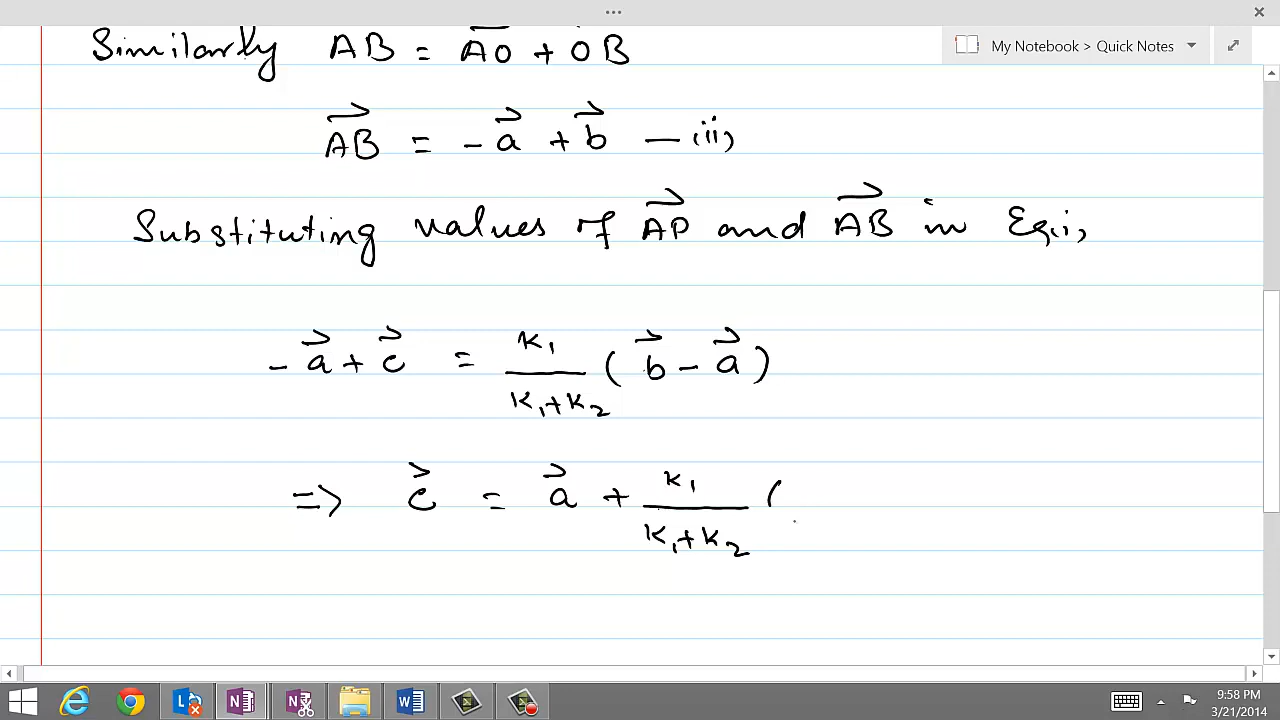 ...
My Notebook > Quick Notes
Similarly AB = AO + OB
AB = - a + b — ii,
Substituting values of AP and AB in Eq. i,
- a + c = K₁/(K₁+K₂) ( b - a )
=> c = a + K₁/(K₁+K₂) (
9:58 PM
3/21/2014